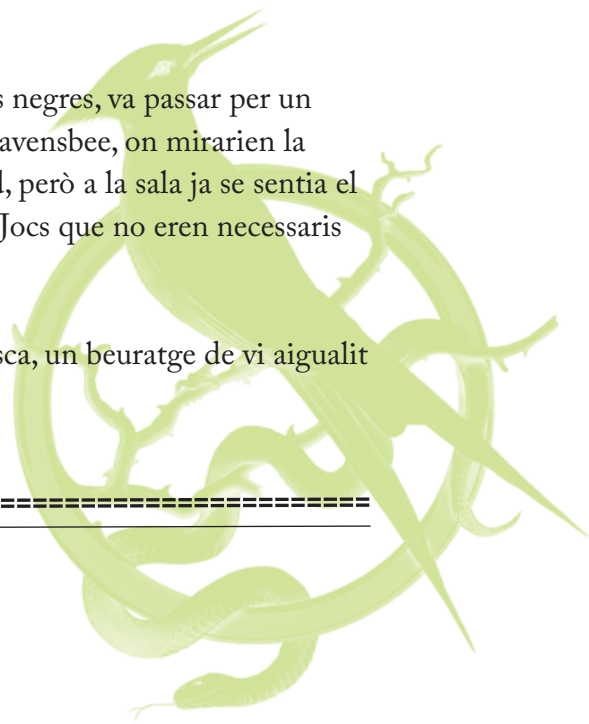 s negres, va passar per un
avensbee, on mirarien la
, però a la sala ja se sentia el
Jocs que no eren necessaris
sca, un beuratge de vi aigualit
=========================